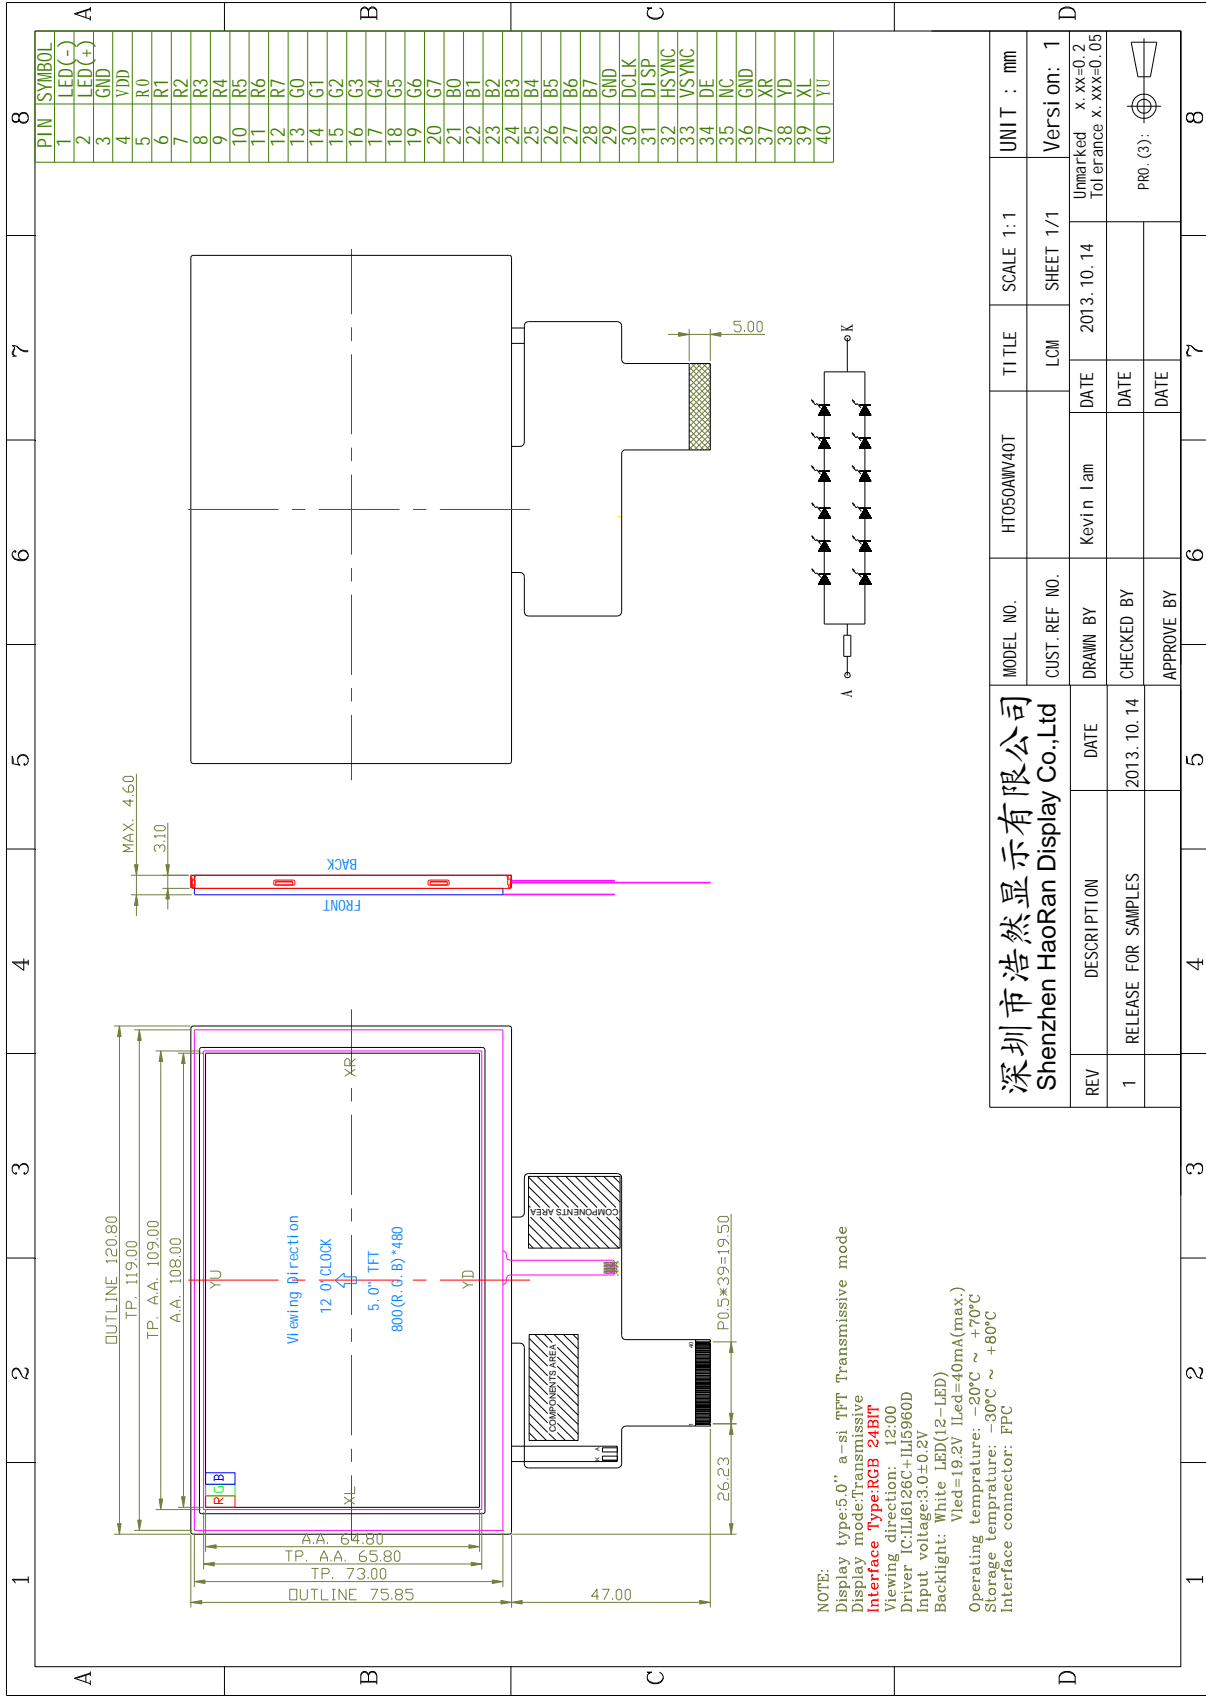 1 2 3 4 5 6 7 8
A
B
C
D
PIN SYMBOL
1 LED(-)
2 LED(+)
3 GND
4 VDD
5 R0
6 R1
7 R2
8 R3
9 R4
10 R5
11 R6
12 R7
13 G0
14 G1
15 G2
16 G3
17 G4
18 G5
19 G6
20 G7
21 B0
22 B1
23 B2
24 B3
25 B4
26 B5
27 B6
28 B7
29 GND
30 DCLK
31 DISP
32 HSYNC
33 VSYNC
34 DE
35 NC
36 GND
37 XR
38 YD
39 XL
40 YU
OUTLINE 120.80
TP. 119.00
TP. A.A. 109.00
A.A. 108.00
A.A. 64.80
TP. A.A. 65.80
TP. 73.00
OUTLINE 75.85
47.00
R G B
YU
XL
XR
YD
Viewing Direction
12 O'CLOCK
5.0" TFT
800(R.G.B)*480
COMPONENTS AREA
COMPONENTS AREA
K A
1
40
26.23
P0.5*39=19.50
MAX. 4.60
3.10
FRONT
BACK
5.00
A
K
NOTE:
Display type:5.0'' a-si TFT Transmissive mode
Display mode:Transmissive
Interface Type:RGB 24BIT
Viewing direction: 12:00
Driver IC:ILI6126C+ILI5960D
Input voltage:3.0±0.2V
Backlight: White LED(12-LED)
Vled=19.2V ILed=40mA(max.)
Operating temprature: -20°C ~ +70°C
Storage temprature: -30°C ~ +80°C
Interface connector: FPC
深圳市浩然显示有限公司
Shenzhen HaoRan Display Co.,Ltd
REV DESCRIPTION DATE
1 RELEASE FOR SAMPLES 2013.10.14
MODEL NO. HT050AWV40T TITLE SCALE 1:1 UNIT : mm
CUST.REF NO. LCM SHEET 1/1 Version: 1
DRAWN BY Kevin lam DATE 2013.10.14 Unmarked x.xx=0.2
Tolerance x.xxx=0.05
CHECKED BY DATE
PRO.(3):
APPROVE BY DATE
1 2 3 4 5 6 7 8
A
B
C
D